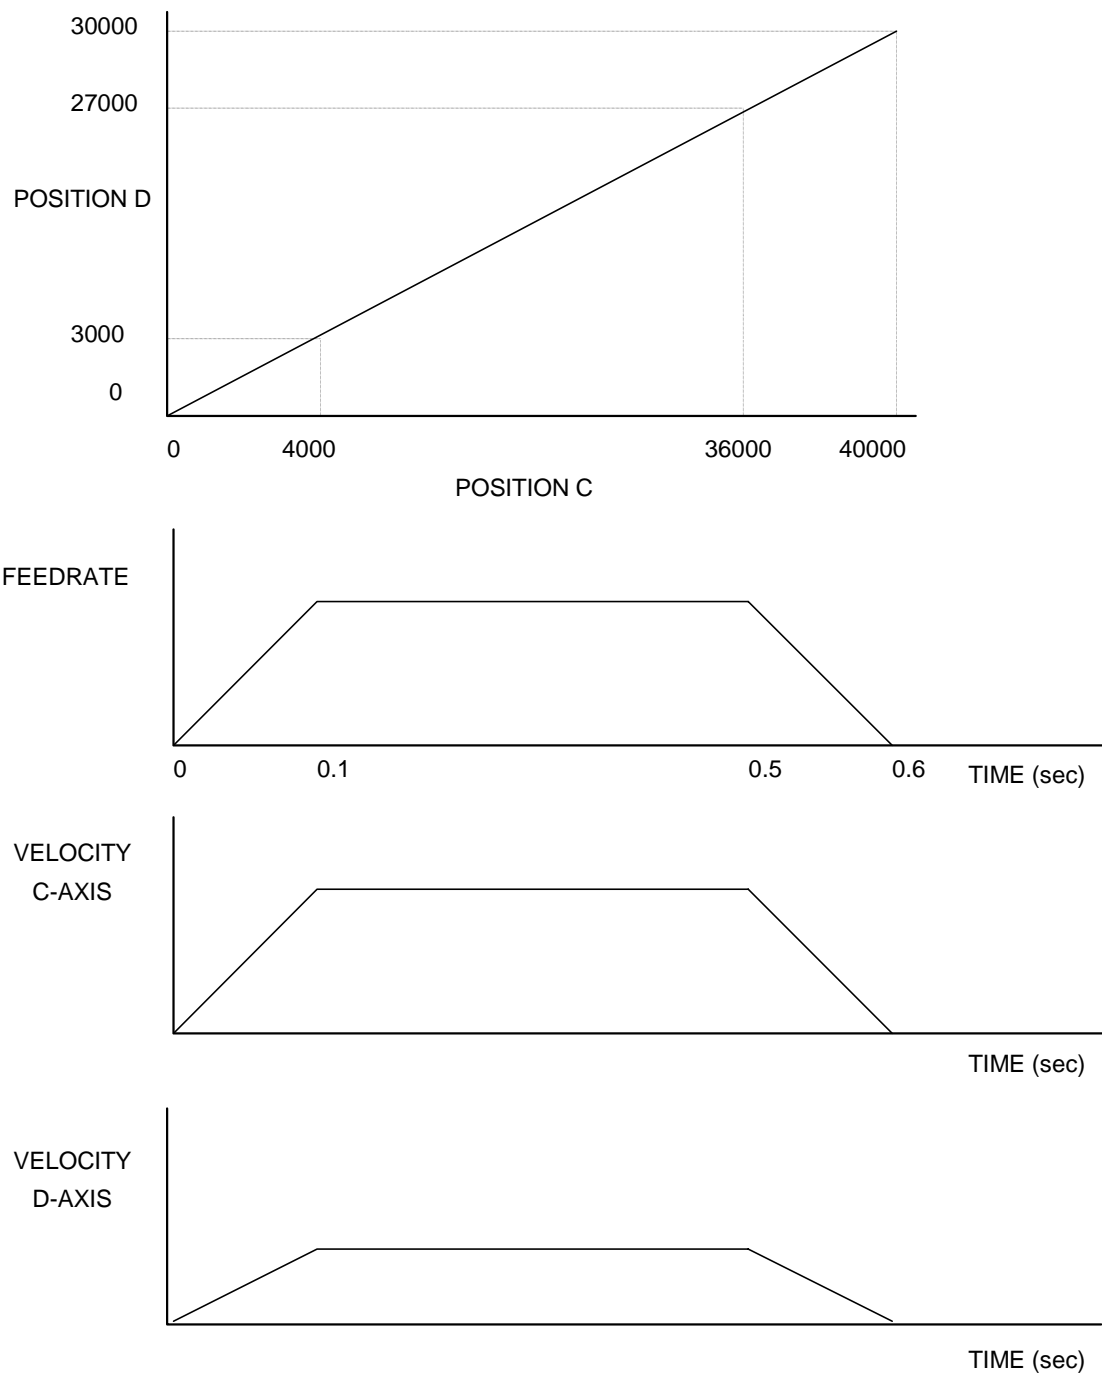 30000
27000
POSITION D
3000
0
0 4000 36000 40000
POSITION C
FEEDRATE
0 0.1 0.5 0.6 TIME (sec)
VELOCITY
C-AXIS
TIME (sec)
VELOCITY
D-AXIS
TIME (sec)